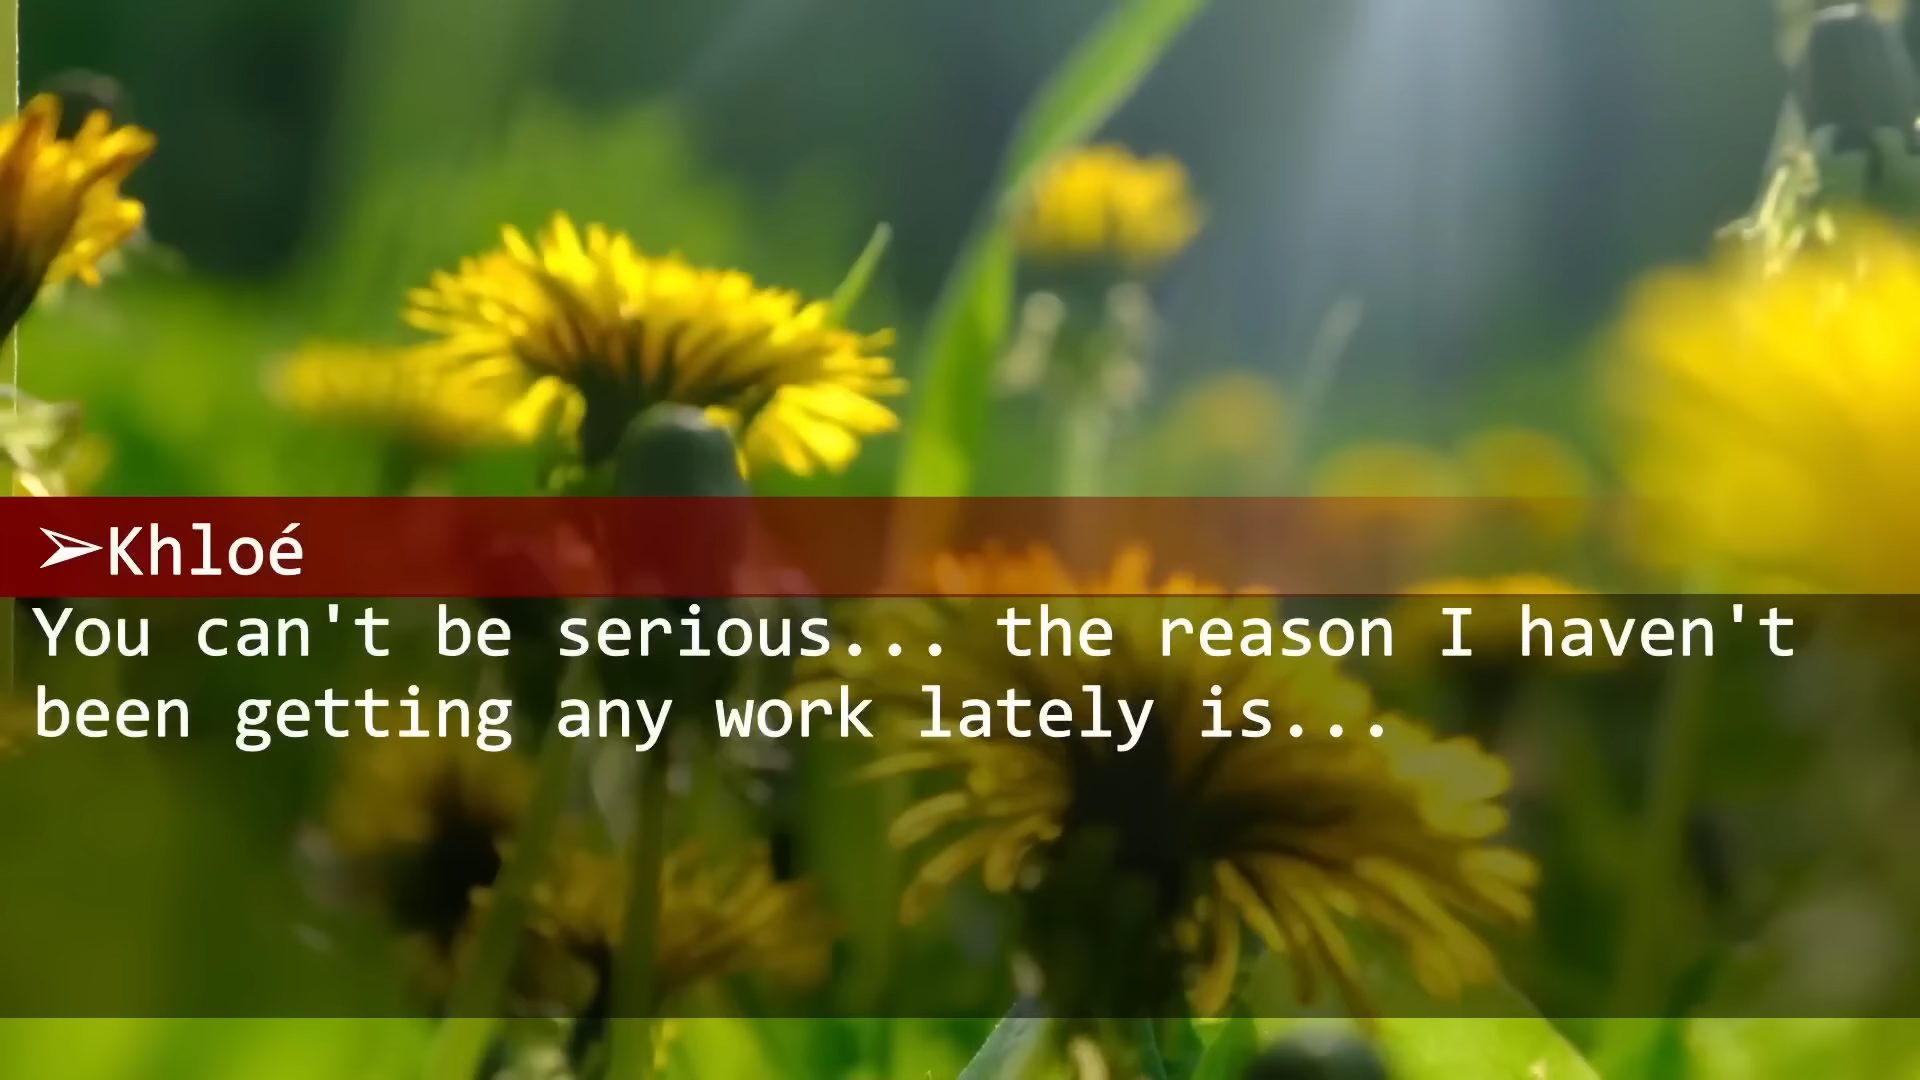 ➢Khloé
You can't be serious... the reason I haven't
been getting any work lately is...